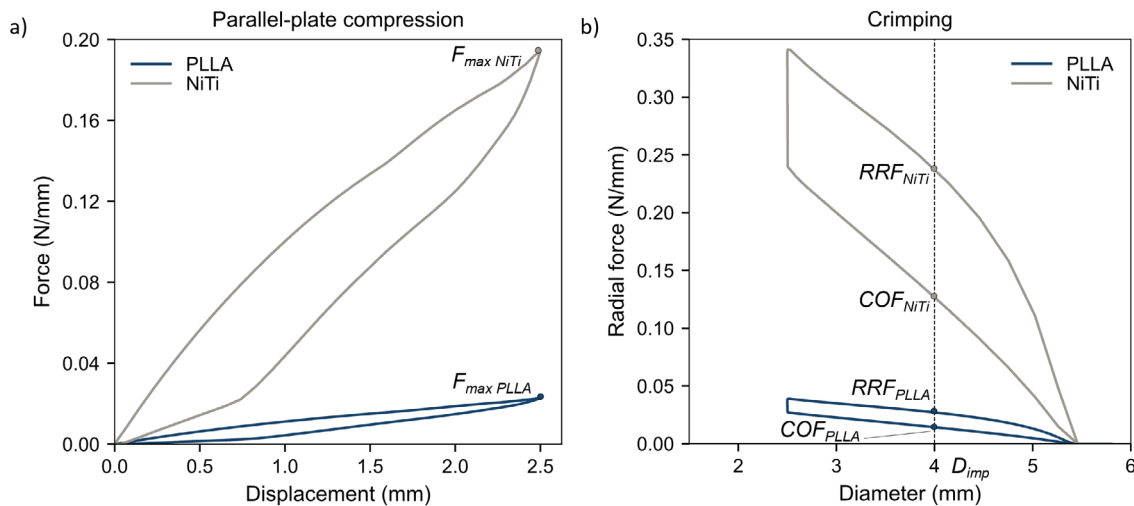 a)
Parallel-plate compression
0.20
0.16
0.12
0.08
0.04
0.00
Force (N/mm)
PLLA
NiTi
F_max NiTi
F_max PLLA
0.0 0.5 1.0 1.5 2.0 2.5
Displacement (mm)
b)
Crimping
0.35
0.30
0.25
0.20
0.15
0.10
0.05
0.00
Radial force (N/mm)
PLLA
NiTi
RRF_NiTi
COF_NiTi
RRF_PLLA
COF_PLLA
2 3 4 D_imp 5 6
Diameter (mm)